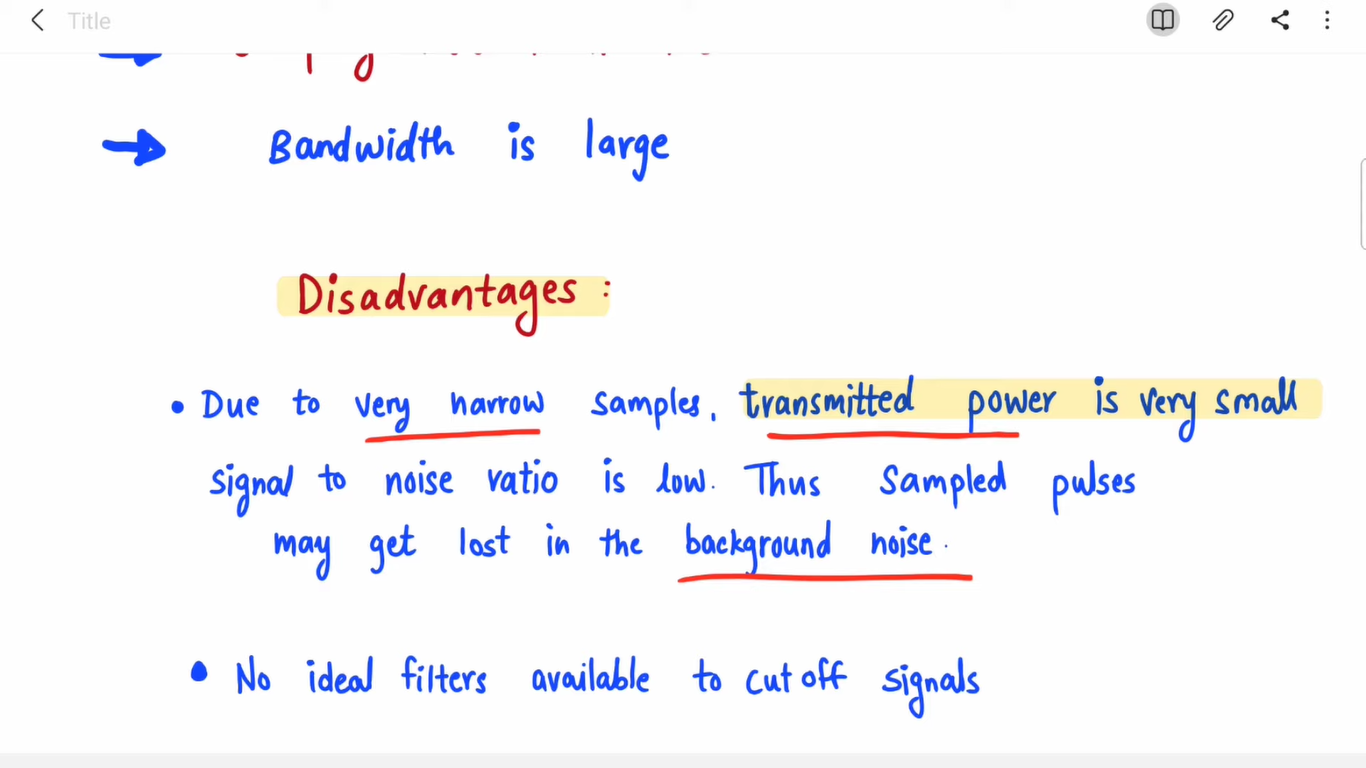 Title
Bandwidth is large
Disadvantages :
• Due to very narrow samples, transmitted power is very small
signal to noise ratio is low. Thus Sampled pulses
may get lost in the background noise.
• No ideal filters available to cut off signals